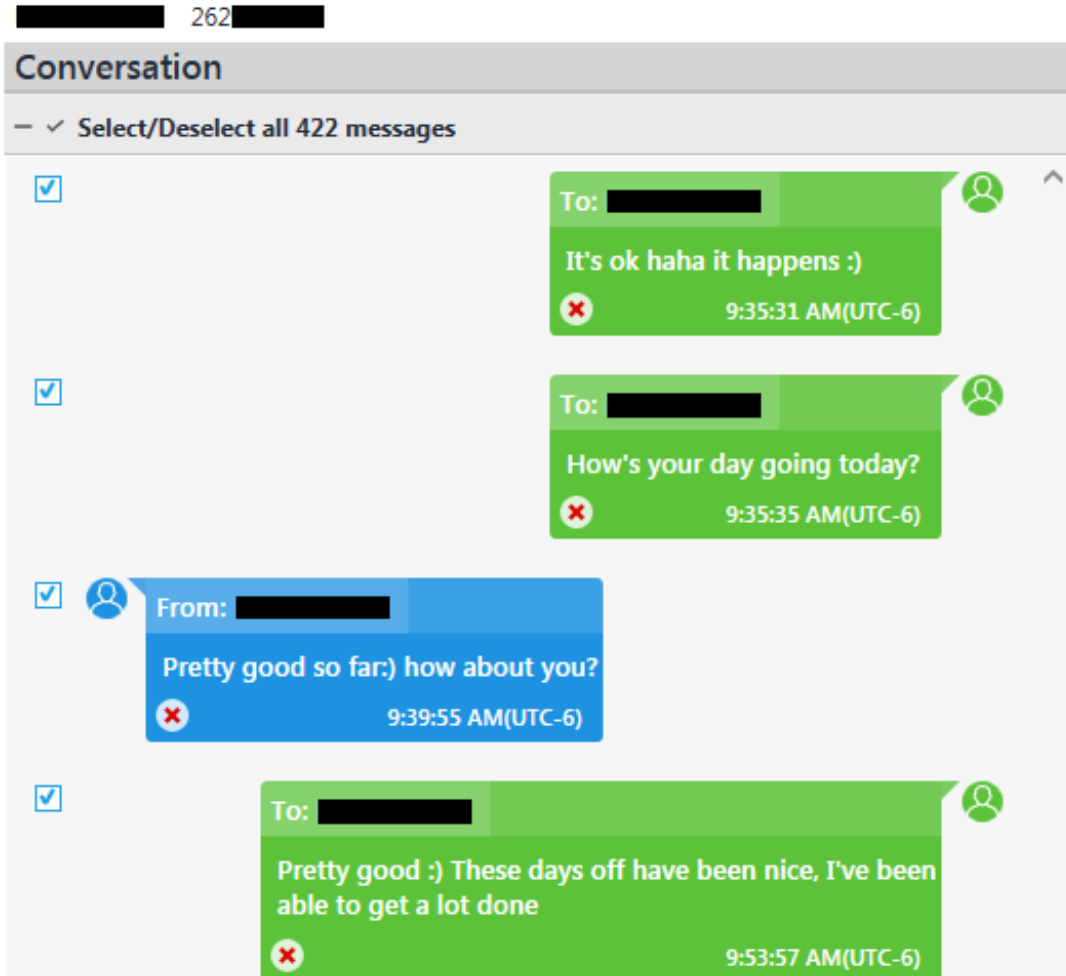 262
Conversation
Select/Deselect all 422 messages
To:
It's ok haha it happens :)
9:35:31 AM(UTC-6)
To:
How's your day going today?
9:35:35 AM(UTC-6)
From:
Pretty good so far:) how about you?
9:39:55 AM(UTC-6)
To:
Pretty good :) These days off have been nice, I've been
able to get a lot done
9:53:57 AM(UTC-6)